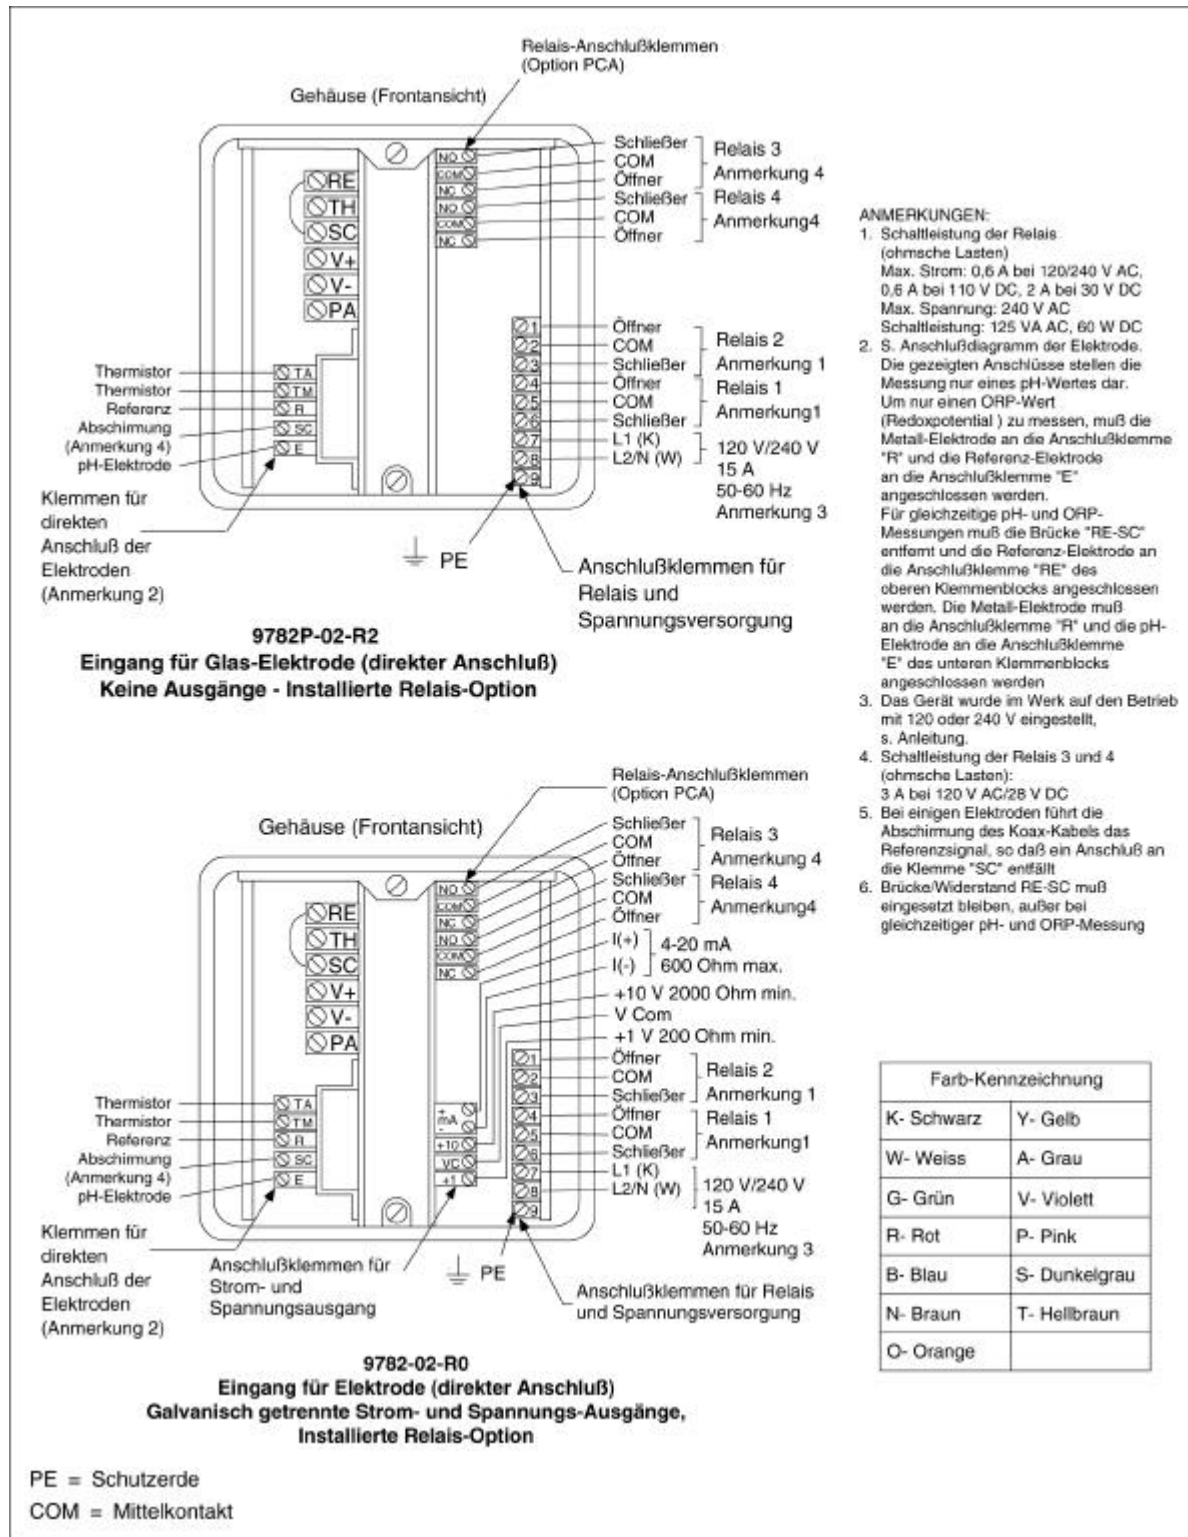 Relais-Anschlußklemmen
(Option PCA)
Gehäuse (Frontansicht)
RE
TH
SC
V+
V-
PA
NO
COM
NC
NO
COM
NC
Schließer
COM
Öffner
Relais 3
Anmerkung 4
Schließer
COM
Öffner
Relais 4
Anmerkung4
Thermistor
Thermistor
Referenz
Abschirmung
(Anmerkung 4)
pH-Elektrode
TA
TM
R
SC
E
1
2
3
4
5
6
7
8
9
Öffner
COM
Schließer
Relais 2
Anmerkung 1
Öffner
COM
Schließer
Relais 1
Anmerkung1
L1 (K)
L2/N (W)
120 V/240 V
15 A
50-60 Hz
Anmerkung 3
Klemmen für
direkten
Anschluß der
Elektroden
(Anmerkung 2)
PE
Anschlußklemmen für
Relais und
Spannungsversorgung
9782P-02-R2
Eingang für Glas-Elektrode (direkter Anschluß)
Keine Ausgänge - Installierte Relais-Option
ANMERKUNGEN:
1. Schaltleistung der Relais
(ohmsche Lasten)
Max. Strom: 0,6 A bei 120/240 V AC,
0,6 A bei 110 V DC, 2 A bei 30 V DC
Max. Spannung: 240 V AC
Schaltleistung: 125 VA AC, 60 W DC
2. S. Anschlußdiagramm der Elektrode.
Die gezeigten Anschlüsse stellen die
Messung nur eines pH-Wertes dar.
Um nur einen ORP-Wert
(Redoxpotential ) zu messen, muß die
Metall-Elektrode an die Anschlußklemme
"R" und die Referenz-Elektrode
an die Anschlußklemme "E"
angeschlossen werden.
Für gleichzeitige pH- und ORP-
Messungen muß die Brücke "RE-SC"
entfernt und die Referenz-Elektrode an
die Anschlußklemme "RE" des
oberen Klemmenblocks angeschlossen
werden. Die Metall-Elektrode muß
an die Anschlußklemme "R" und die pH-
Elektrode an die Anschlußklemme
"E" des unteren Klemmenblocks
angeschlossen werden
3. Das Gerät wurde im Werk auf den Betrieb
mit 120 oder 240 V eingestellt,
s. Anleitung.
4. Schaltleistung der Relais 3 und 4
(ohmsche Lasten):
3 A bei 120 V AC/28 V DC
5. Bei einigen Elektroden führt die
Abschirmung des Koax-Kabels das
Referenzsignal, so daß ein Anschluß an
die Klemme "SC" entfällt
6. Brücke/Widerstand RE-SC muß
eingesetzt bleiben, außer bei
gleichzeitiger pH- und ORP-Messung
Relais-Anschlußklemmen
(Option PCA)
Gehäuse (Frontansicht)
RE
TH
SC
V+
V-
PA
NO
COM
NC
NO
COM
NC
Schließer
COM
Öffner
Relais 3
Anmerkung 4
Schließer
COM
Öffner
Relais 4
Anmerkung4
I(+)
I(-)
4-20 mA
600 Ohm max.
+10 V 2000 Ohm min.
V Com
+1 V 200 Ohm min.
Thermistor
Thermistor
Referenz
Abschirmung
(Anmerkung 4)
pH-Elektrode
TA
TM
R
SC
E
+
mA
-
+10
VC
+1
1
2
3
4
5
6
7
8
9
Öffner
COM
Schließer
Relais 2
Anmerkung 1
Öffner
COM
Schließer
Relais 1
Anmerkung1
L1 (K)
L2/N (W)
120 V/240 V
15 A
50-60 Hz
Anmerkung 3
Klemmen für
direkten
Anschluß der
Elektroden
(Anmerkung 2)
Anschlußklemmen für
Strom- und
Spannungsausgang
PE
Anschlußklemmen für Relais
und Spannungsversorgung
9782-02-R0
Eingang für Elektrode (direkter Anschluß)
Galvanisch getrennte Strom- und Spannungs-Ausgänge,
Installierte Relais-Option
Farb-Kennzeichnung
K- Schwarz Y- Gelb
W- Weiss A- Grau
G- Grün V- Violett
R- Rot P- Pink
B- Blau S- Dunkelgrau
N- Braun T- Hellbraun
O- Orange
PE = Schutzerde
COM = Mittelkontakt